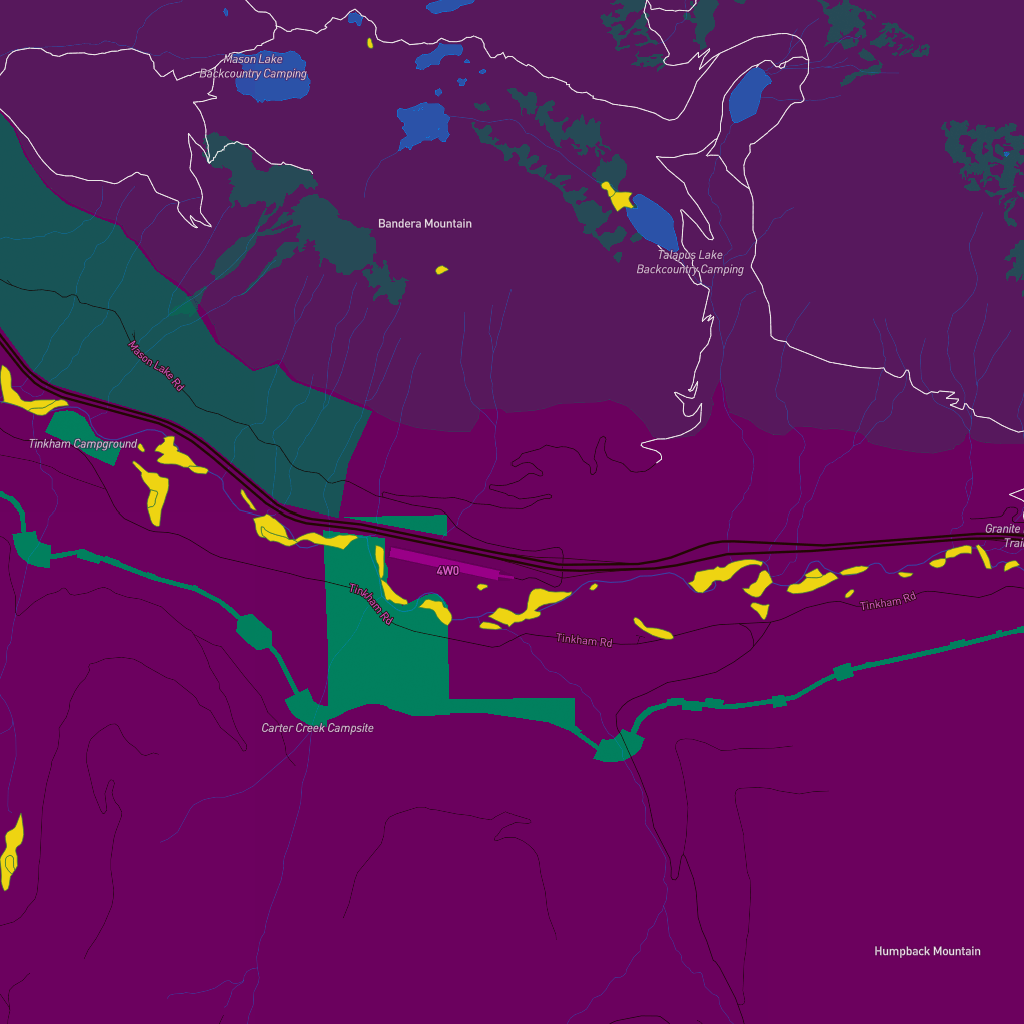 Mason Lake
Backcountry Camping
Bandera Mountain
Talapus Lake
Backcountry Camping
Mason Lake Rd
Tinkham Campground
Granite
Trai
4W0
Tinkham Rd
Tinkham Rd
Tinkham Rd
Carter Creek Campsite
Humpback Mountain